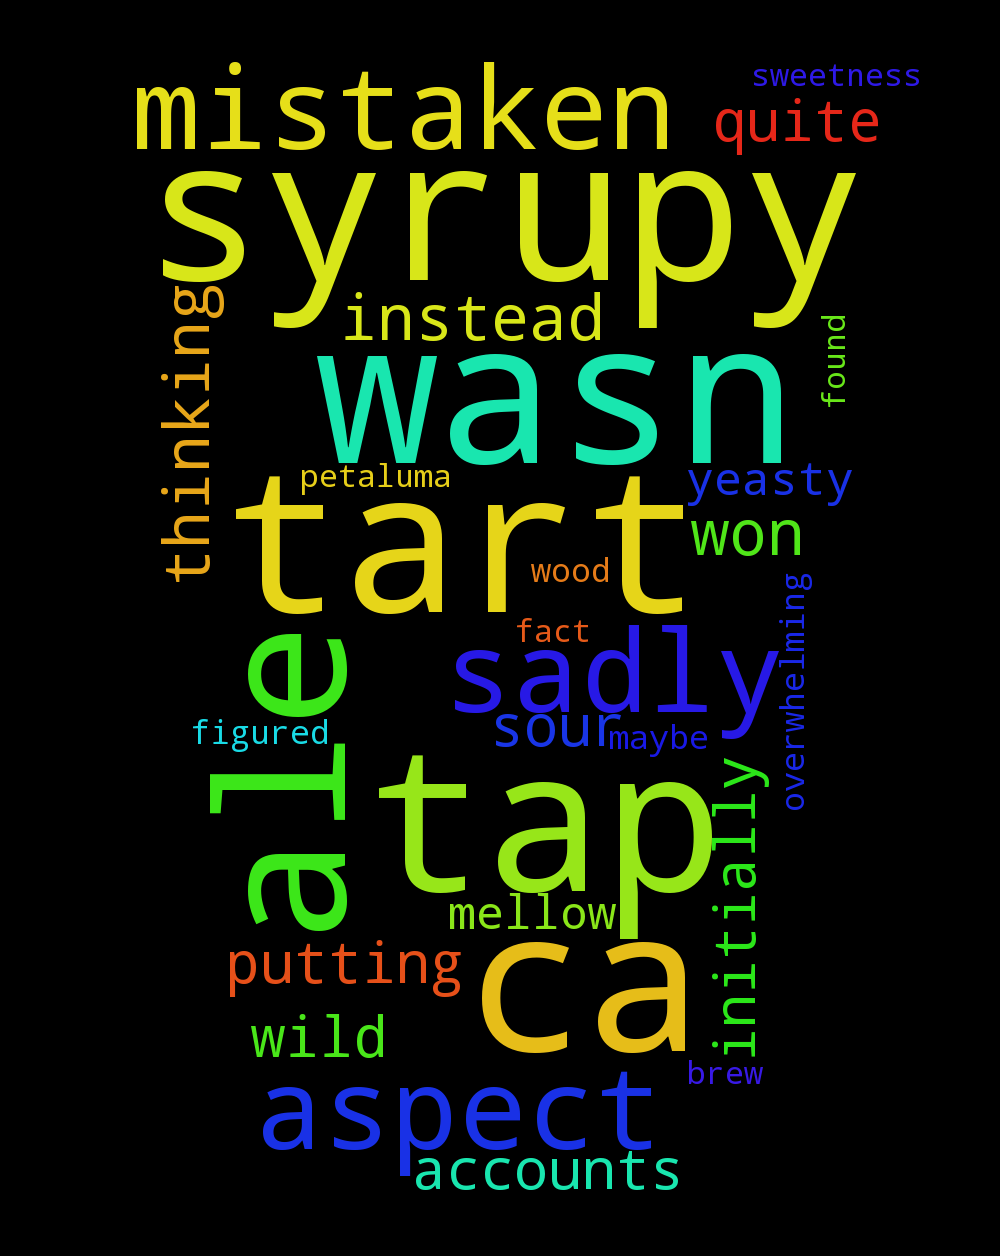 sweetness
mistaken
quite
syrupy
thinking
instead
found
wasn
petaluma
yeasty
tart
won
wood
overwhelming
fact
ale
sadly
figured
sour
maybe
tap
initially
mellow
putting
ca
wild
brew
aspect
accounts